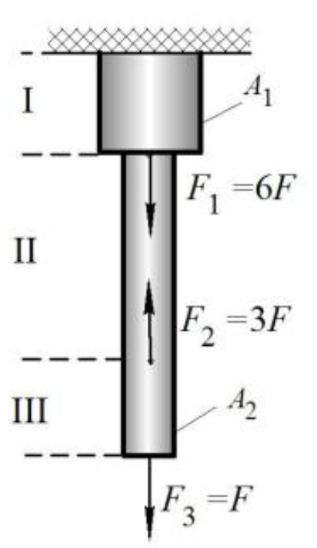 I
A₁
F₁ =6F
II
F₂ =3F
III
A₂
F₃ =F